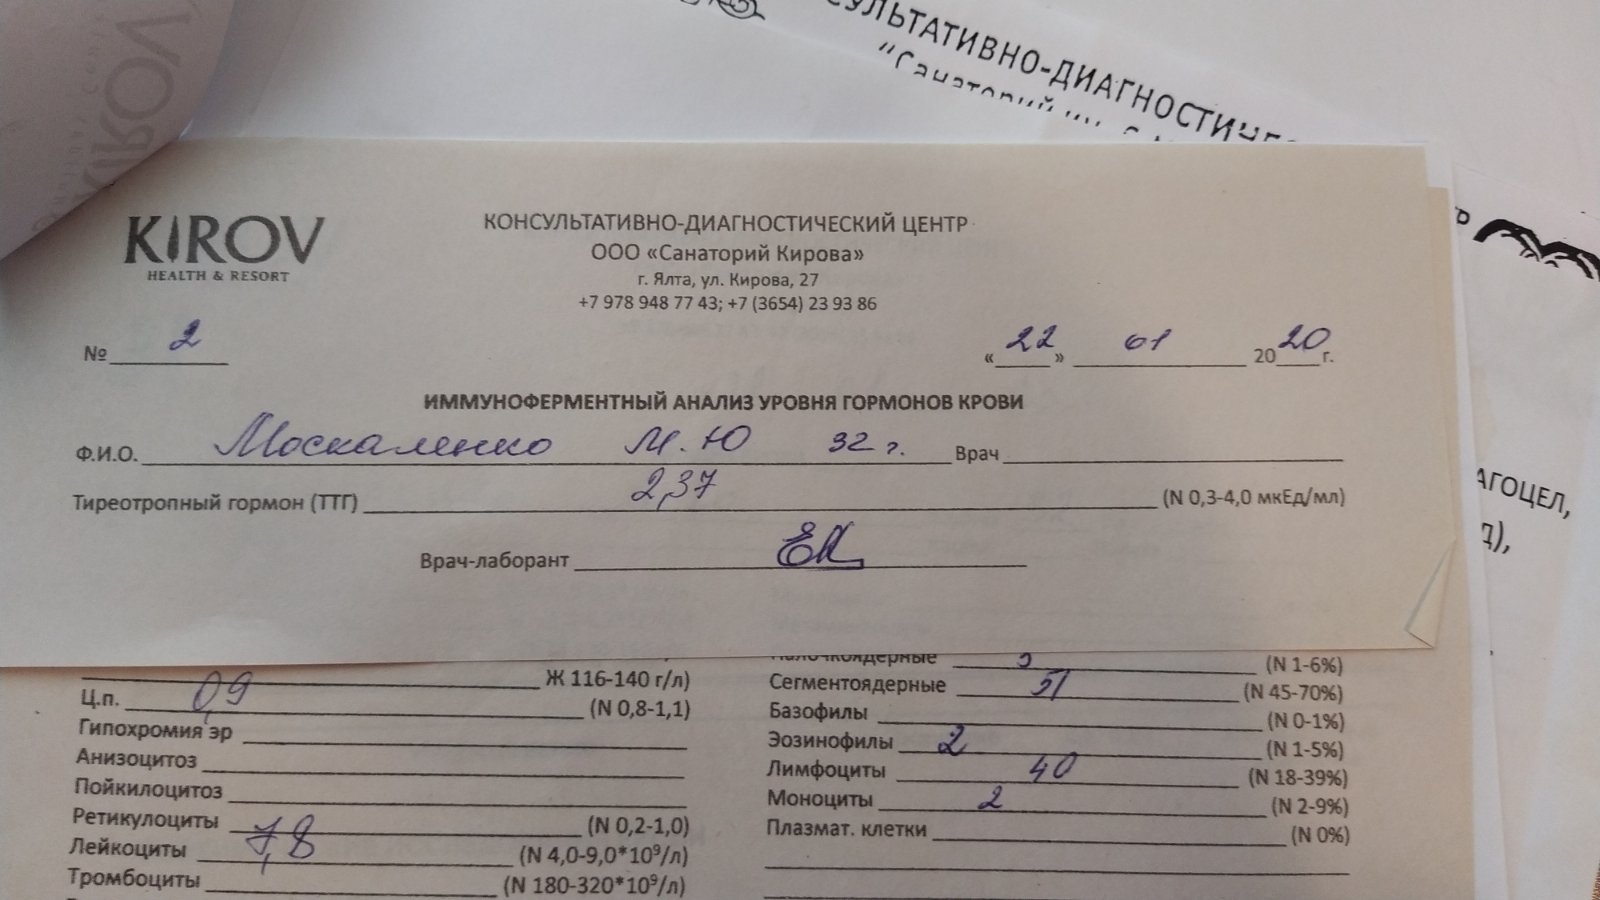 СУЛЬТАТИВНО-ДИАГНОСТИЧЕС
"Санаторий
KIROV
HEALTH & RESORT
КОНСУЛЬТАТИВНО-ДИАГНОСТИЧЕСКИЙ ЦЕНТР
ООО «Санаторий Кирова»
г. Ялта, ул. Кирова, 27
+7 978 948 77 43; +7 (3654) 23 93 86
№ 2 «22» 01 2020 г.
ИММУНОФЕРМЕНТНЫЙ АНАЛИЗ УРОВНЯ ГОРМОНОВ КРОВИ
Ф.И.О. Москаленко М.Ю 32 г. Врач
Тиреотропный гормон (ТТГ) 2,37 (N 0,3-4,0 мкЕд/мл)
Врач-лаборант ЕК
АГОЦЕЛ,
д),
Ж 116-140 г/л)
Ц.п. 0,9 (N 0,8-1,1)
Гипохромия эр
Анизоцитоз
Пойкилоцитоз
Ретикулоциты (N 0,2-1,0)
Лейкоциты 7,8 (N 4,0-9,0*10⁹/л)
Тромбоциты (N 180-320*10⁹/л)
Палочкоядерные (N 1-6%)
Сегментоядерные 51 (N 45-70%)
Базофилы (N 0-1%)
Эозинофилы 2 (N 1-5%)
Лимфоциты 40 (N 18-39%)
Моноциты 2 (N 2-9%)
Плазмат. клетки (N 0%)